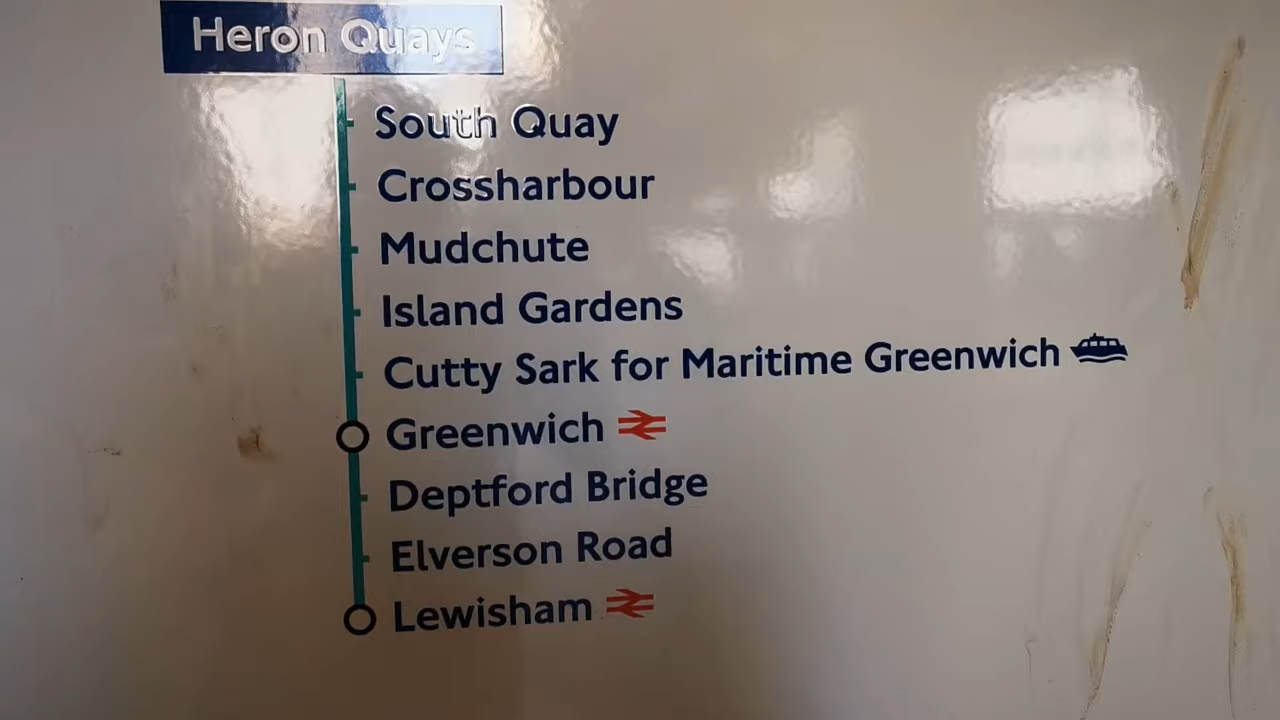 Heron Quays
South Quay
Crossharbour
Mudchute
Island Gardens
Cutty Sark for Maritime Greenwich
Greenwich
Deptford Bridge
Elverson Road
Lewisham